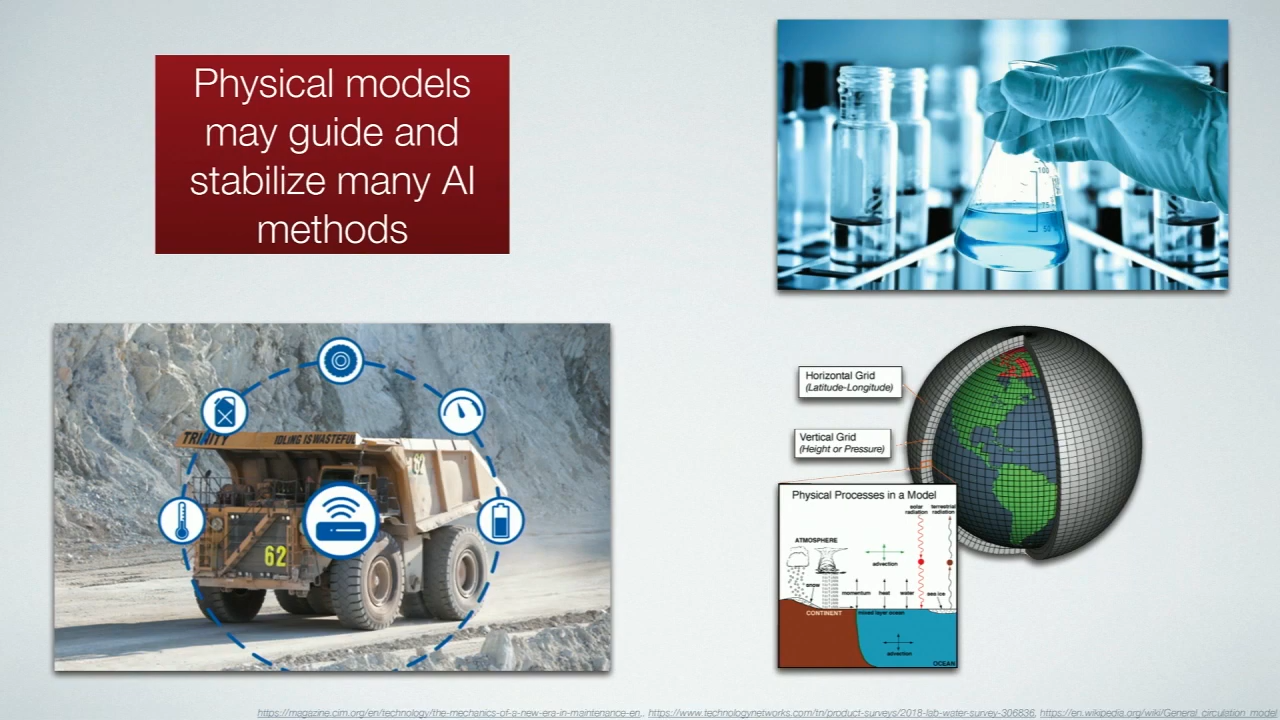 Physical models
may guide and
stabilize many AI
methods
TRINITY
IDLING IS WASTEFUL
62
62
100
75
50
Horizontal Grid
(Latitude-Longitude)
Vertical Grid
(Height or Pressure)
Physical Processes in a Model
solar
radiation
terrestrial
radiation
ATMOSPHERE
advection
snow
momentum
heat
water
sea ice
CONTINENT
mixed layer ocean
advection
OCEAN
https://magazine.cim.org/en/technology/the-mechanics-of-a-new-era-in-maintenance-en, https://www.technologynetworks.com/tn/product-surveys/2018-lab-water-survey-306836, https://en.wikipedia.org/wiki/General_circulation_model